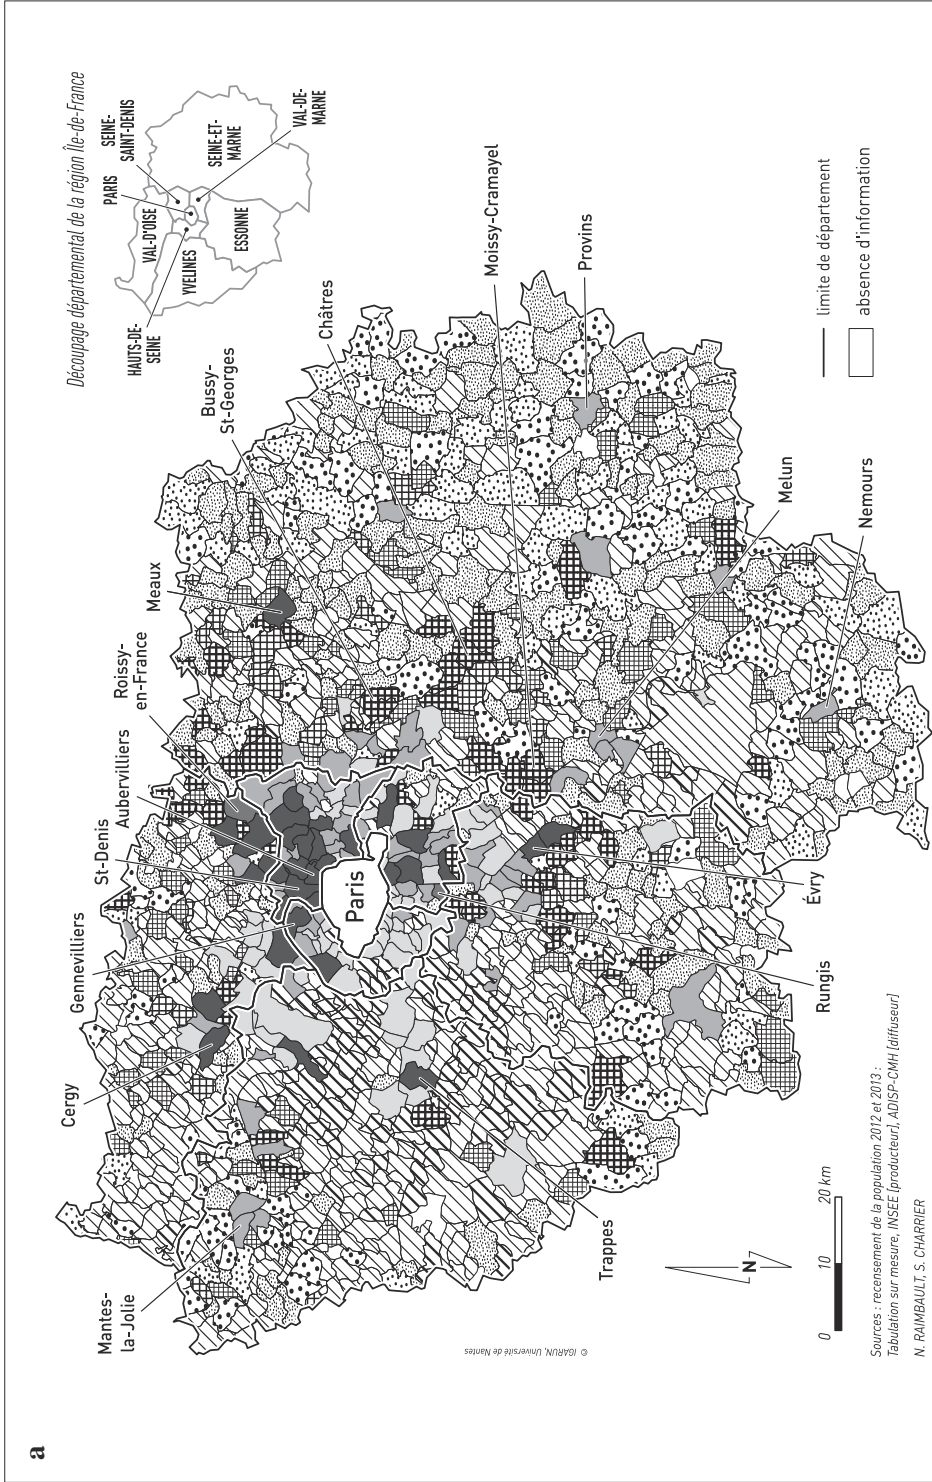 a
Découpage départemental de la région Île-de-France
HAUTS-DE-
SEINE
PARIS
SEINE-
SAINT-DENIS
VAL-D'OISE
YVELINES
ESSONNE
SEINE-ET-
MARNE
VAL-DE-
MARNE
Mantes-
la-Jolie
Cergy
Gennevilliers
St-Denis
Aubervilliers
Roissy-
en-France
Meaux
Bussy-
St-Georges
Châtres
Moissy-Cramayel
Provins
Paris
Trappes
Rungis
Évry
Melun
Nemours
N
0
10
20 km
limite de département
absence d'information
Sources : recensement de la population 2012 et 2013 :
Tabulation sur mesure, INSEE [producteur], ADISP-CMH [diffuseur]
N. RAIMBAULT, S. CHARRIER
© IGARUN, Université de Nantes